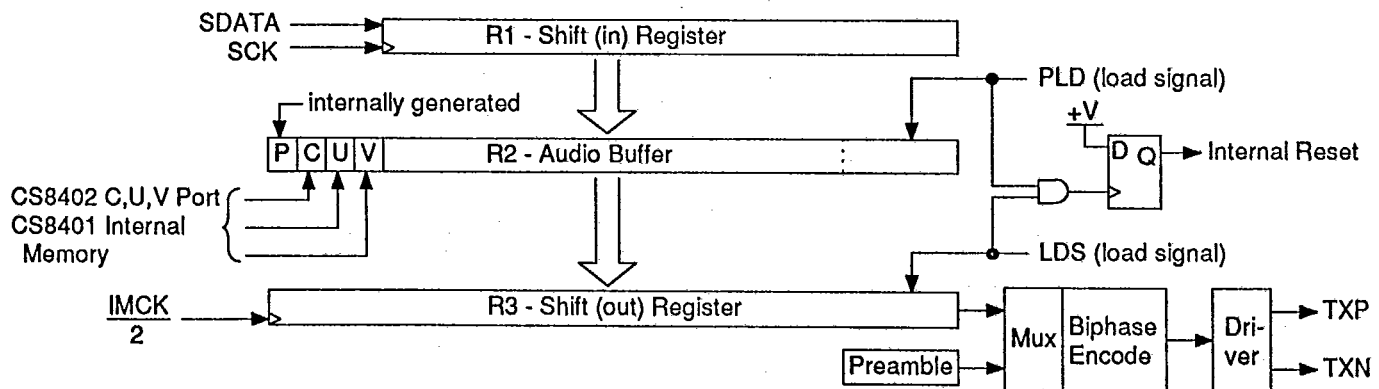 SDATA
SCK
R1 - Shift (in) Register
internally generated
PLD (load signal)
+V
P C U V
R2 - Audio Buffer
D Q
Internal Reset
CS8402 C,U,V Port
CS8401 Internal
Memory
LDS (load signal)
IMCK
2
R3 - Shift (out) Register
Preamble
Mux
Biphase
Encode
Dri-
ver
TXP
TXN